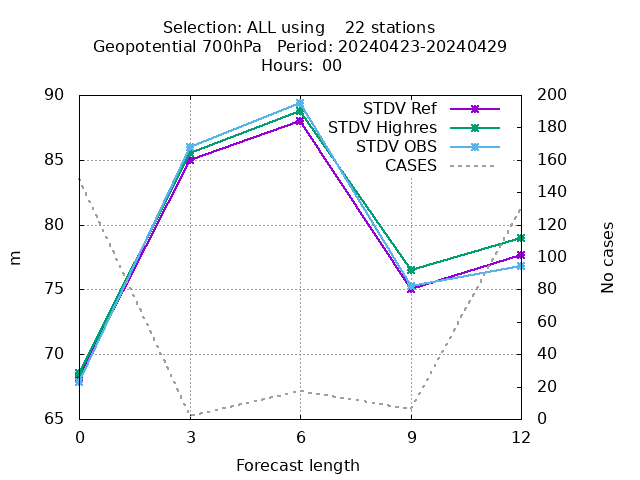 Selection: ALL using    22 stations
Geopotential 700hPa   Period: 20240423-20240429
Hours: 00
90
85
80
75
70
65
200
180
160
140
120
100
80
60
40
20
0
STDV Ref
STDV Highres
STDV OBS
CASES
m
No cases
0
3
6
9
12
Forecast length